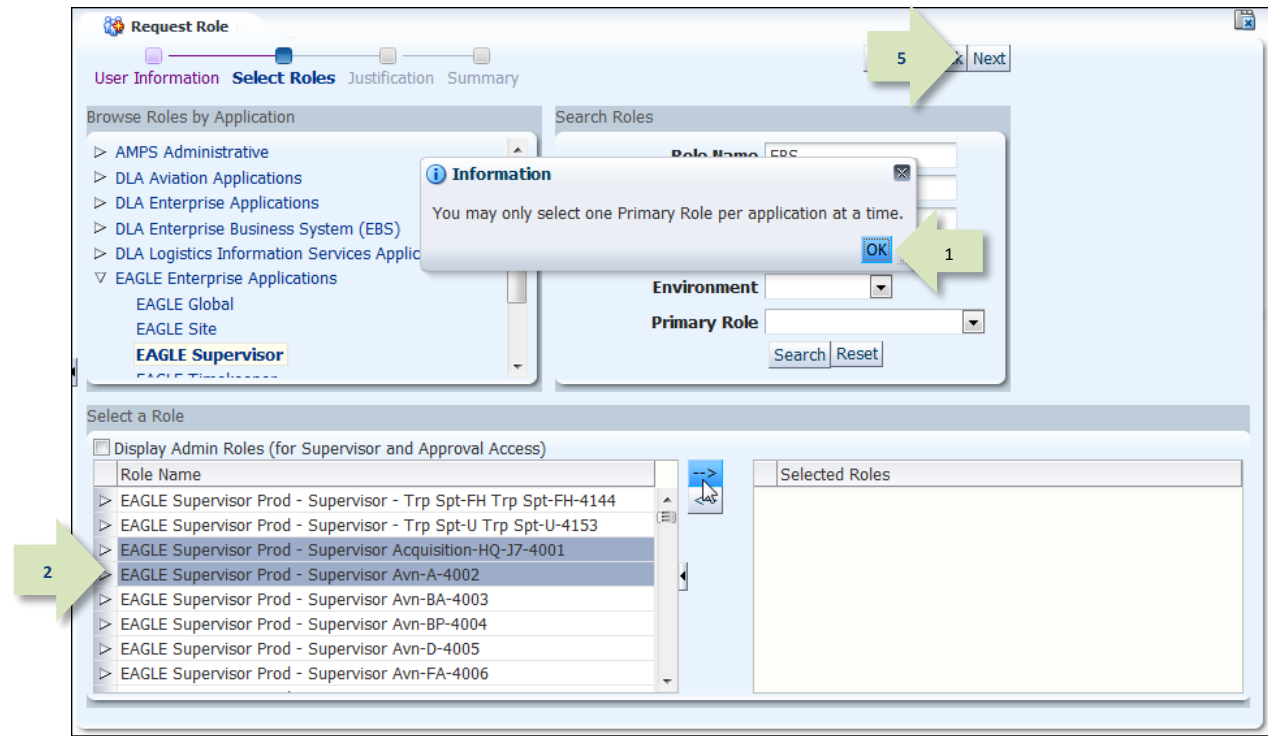 Request Role
User Information Select Roles Justification Summary
5
Next
Browse Roles by Application
AMPS Administrative
DLA Aviation Applications
DLA Enterprise Applications
DLA Enterprise Business System (EBS)
DLA Logistics Information Services Applic
EAGLE Enterprise Applications
EAGLE Global
EAGLE Site
EAGLE Supervisor
EAGLE Timekeeper
Search Roles
Role Name EBS
Information
You may only select one Primary Role per application at a time.
OK
1
Environment
Primary Role
Search Reset
Select a Role
Display Admin Roles (for Supervisor and Approval Access)
Role Name
EAGLE Supervisor Prod - Supervisor - Trp Spt-FH Trp Spt-FH-4144
EAGLE Supervisor Prod - Supervisor - Trp Spt-U Trp Spt-U-4153
EAGLE Supervisor Prod - Supervisor Acquisition-HQ-J7-4001
2
EAGLE Supervisor Prod - Supervisor Avn-A-4002
EAGLE Supervisor Prod - Supervisor Avn-BA-4003
EAGLE Supervisor Prod - Supervisor Avn-BP-4004
EAGLE Supervisor Prod - Supervisor Avn-D-4005
EAGLE Supervisor Prod - Supervisor Avn-FA-4006
-->
Selected Roles